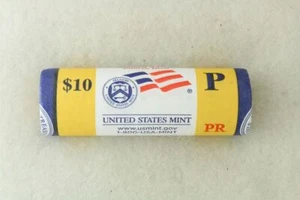 $10
P
UNITED STATES MINT
www.usmint.gov
1-800-USA-MINT
PR